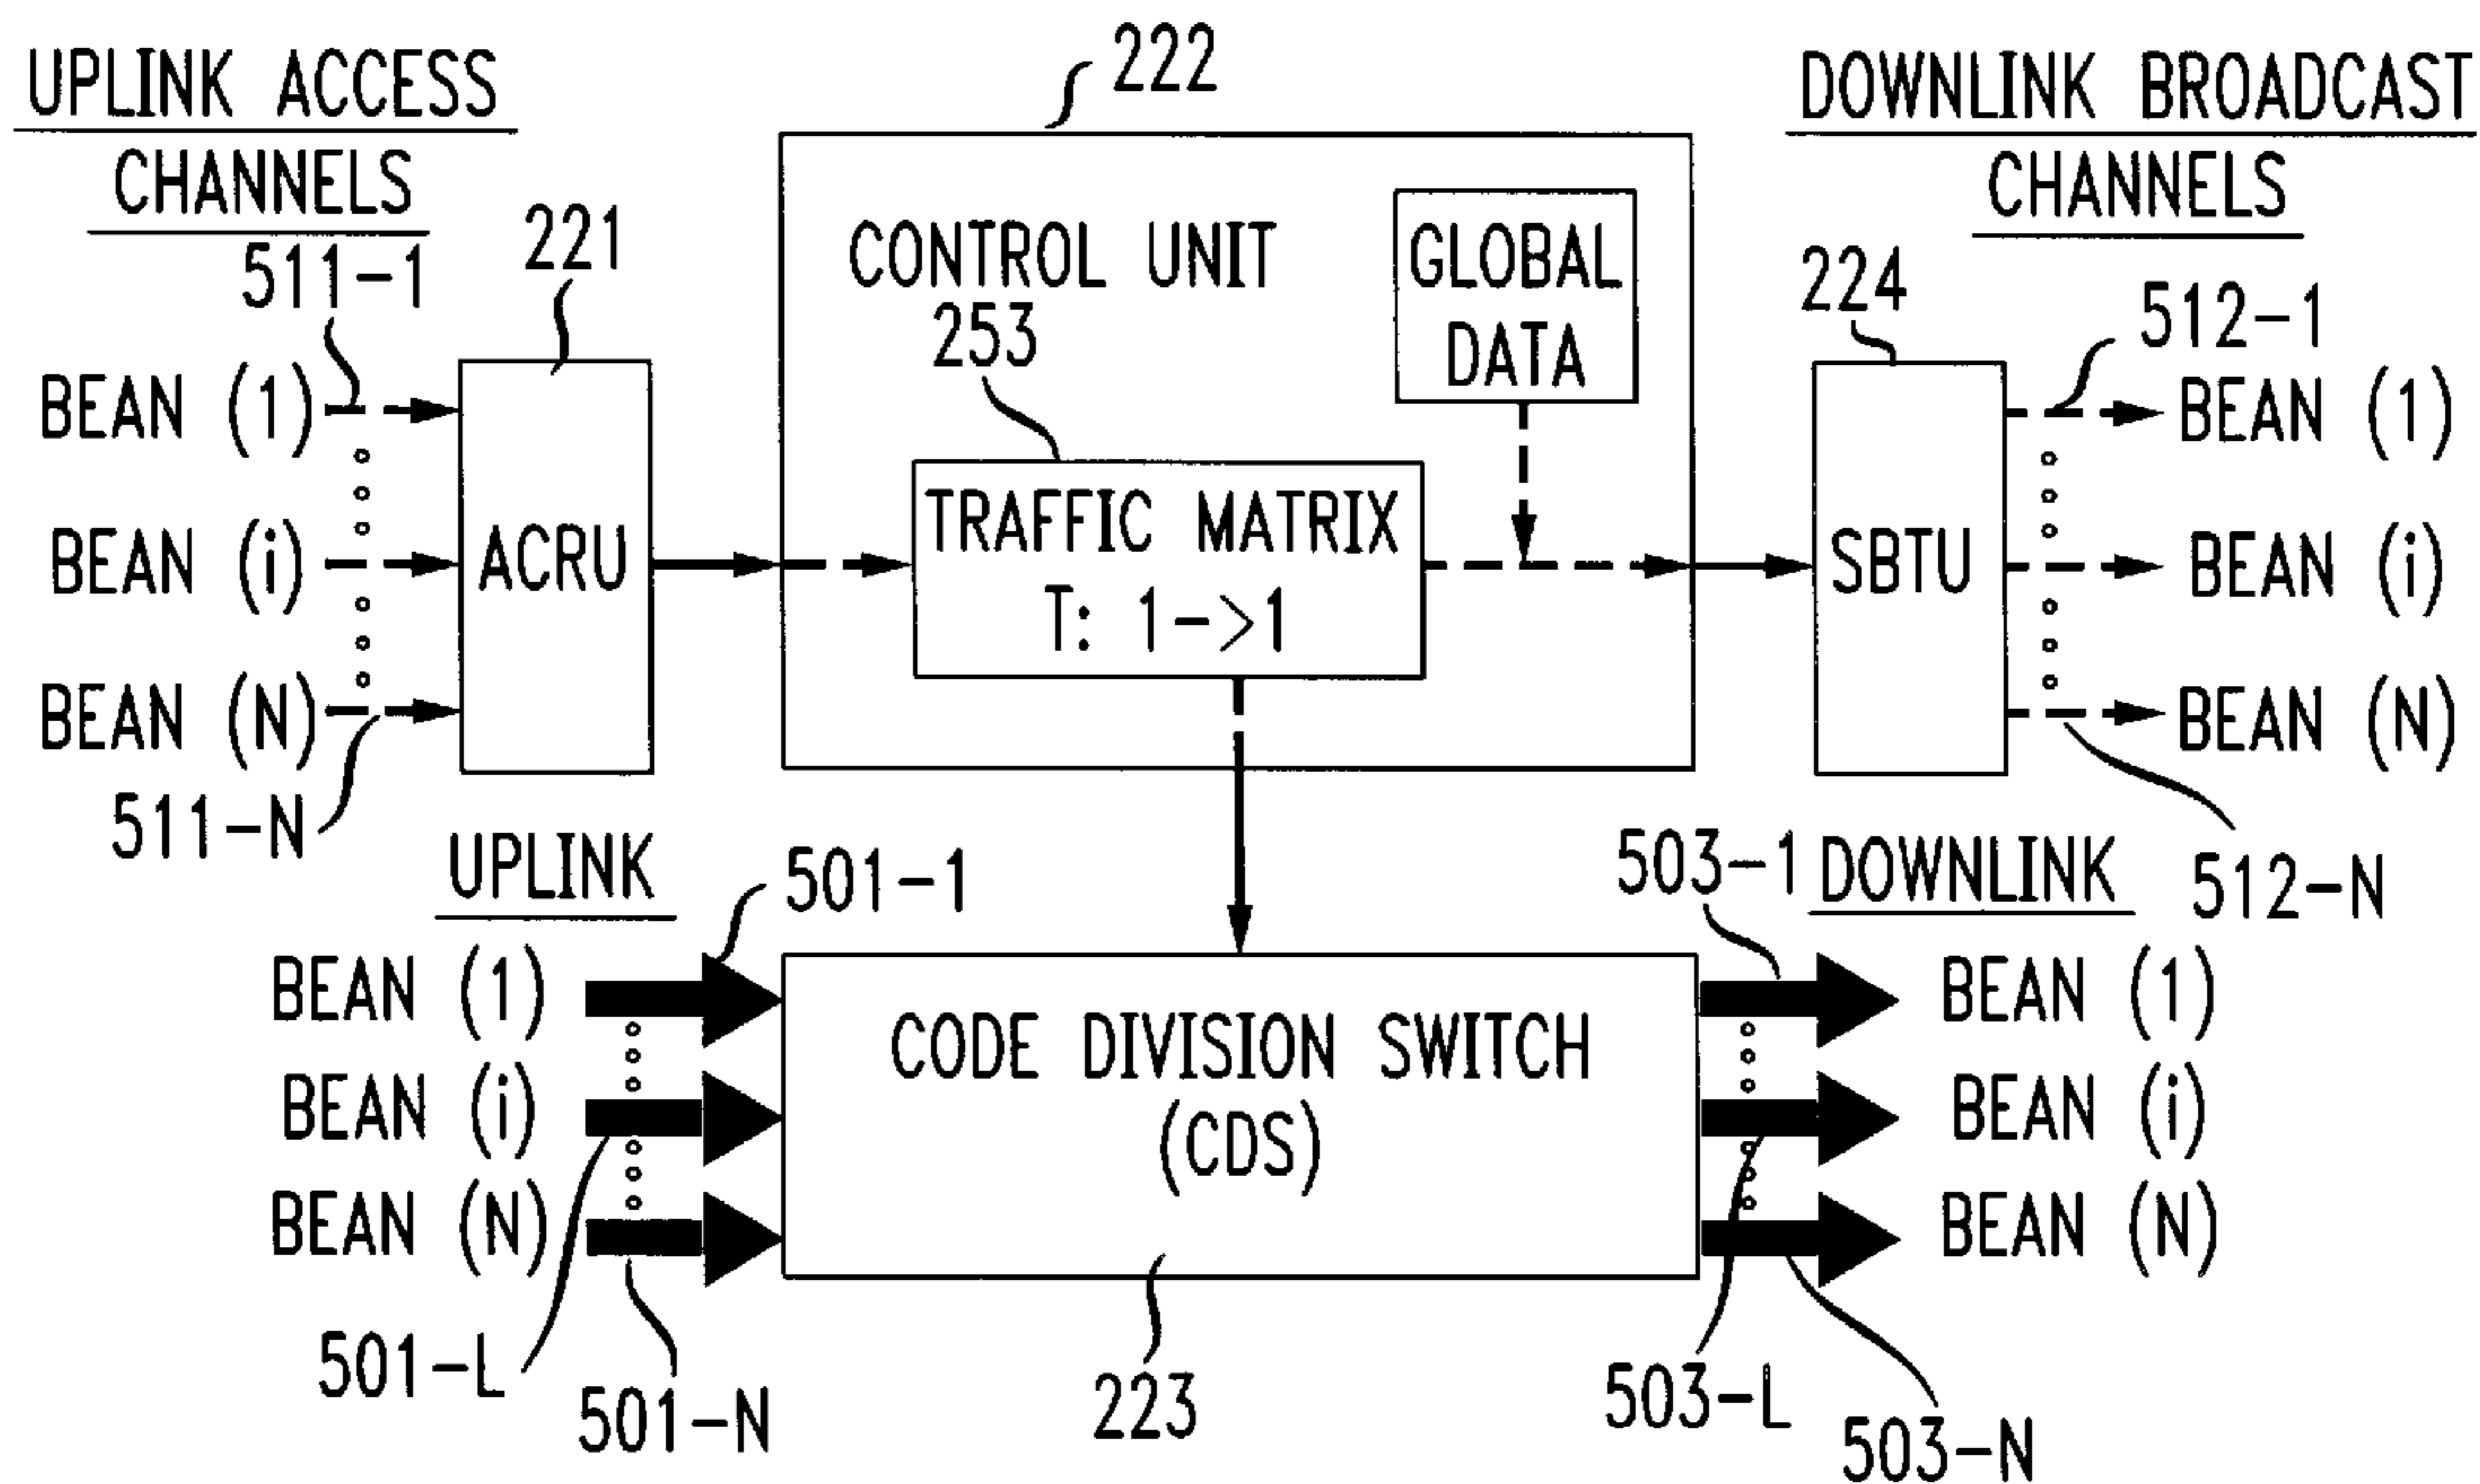 222
UPLINK ACCESS
CHANNELS
DOWNLINK BROADCAST
CHANNELS
511-1
221
CONTROL UNIT
253
GLOBAL
DATA
224
512-1
BEAN (1)
BEAN (i)
BEAN (N)
ACRU
TRAFFIC MATRIX
T: 1->1
SBTU
BEAN (1)
BEAN (i)
BEAN (N)
511-N
512-N
UPLINK
501-1
503-1
DOWNLINK
BEAN (1)
BEAN (i)
BEAN (N)
CODE DIVISION SWITCH
(CDS)
BEAN (1)
BEAN (i)
BEAN (N)
501-L
501-N
223
503-L
503-N